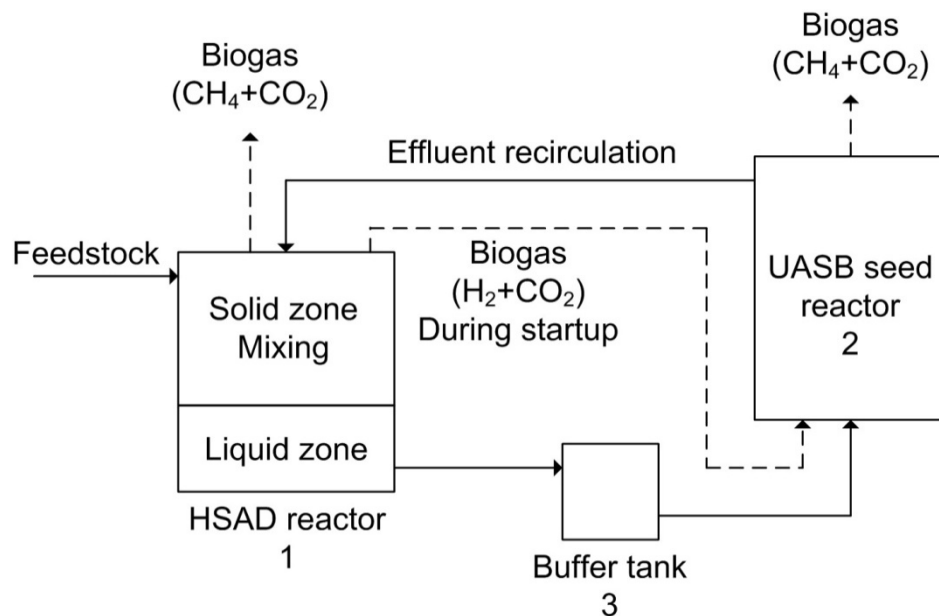 Biogas
(CH₄+CO₂)
Biogas
(CH₄+CO₂)
Effluent recirculation
Feedstock
Solid zone
Mixing
Biogas
(H₂+CO₂)
During startup
UASB seed
reactor
2
Liquid zone
HSAD reactor
1
Buffer tank
3